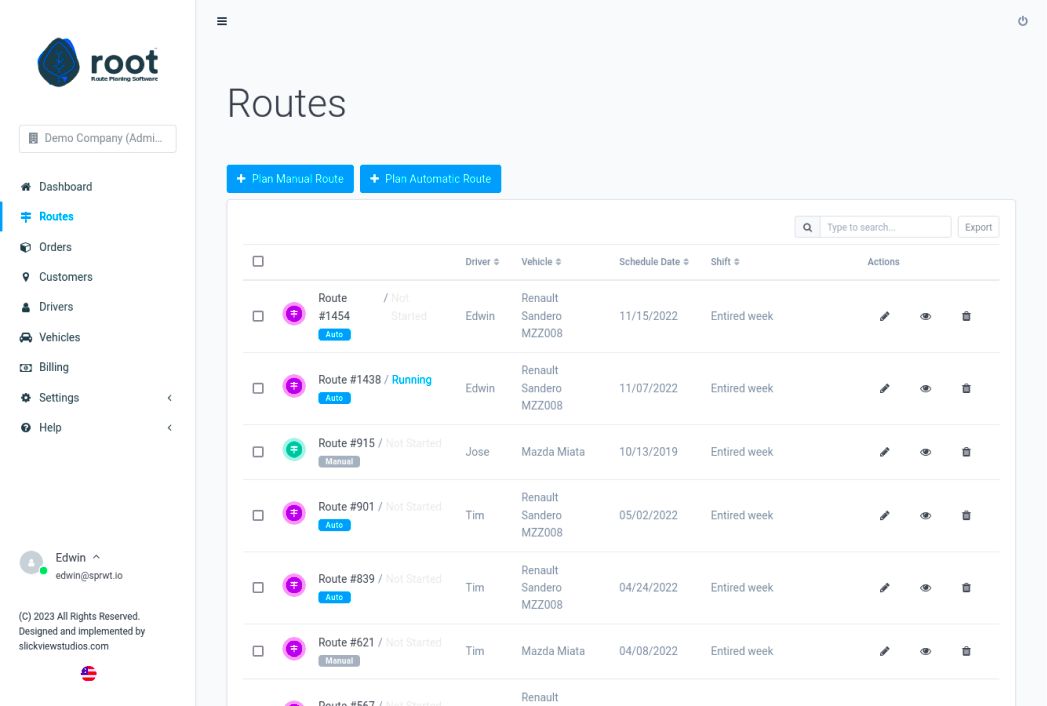 root
Route Planing Software
Demo Company (Admi...
Dashboard
Routes
Orders
Customers
Drivers
Vehicles
Billing
Settings
Help
Edwin
edwin@sprwt.io
(C) 2023 All Rights Reserved.
Designed and implemented by
slickviewstudios.com
Routes
+ Plan Manual Route + Plan Automatic Route
Type to search... Export
Driver Vehicle Schedule Date Shift Actions
Route / Not Renault
#1454 Started Edwin Sandero 11/15/2022 Entired week
Auto MZZ008
Renault
Route #1438 / Running Edwin Sandero 11/07/2022 Entired week
Auto MZZ008
Route #915 / Not Started Jose Mazda Miata 10/13/2019 Entired week
Manual
Renault
Route #901 / Not Started Tim Sandero 05/02/2022 Entired week
Auto MZZ008
Renault
Route #839 / Not Started Tim Sandero 04/24/2022 Entired week
Auto MZZ008
Route #621 / Not Started Tim Mazda Miata 04/08/2022 Entired week
Manual
Renault
Route #567 / Not Started